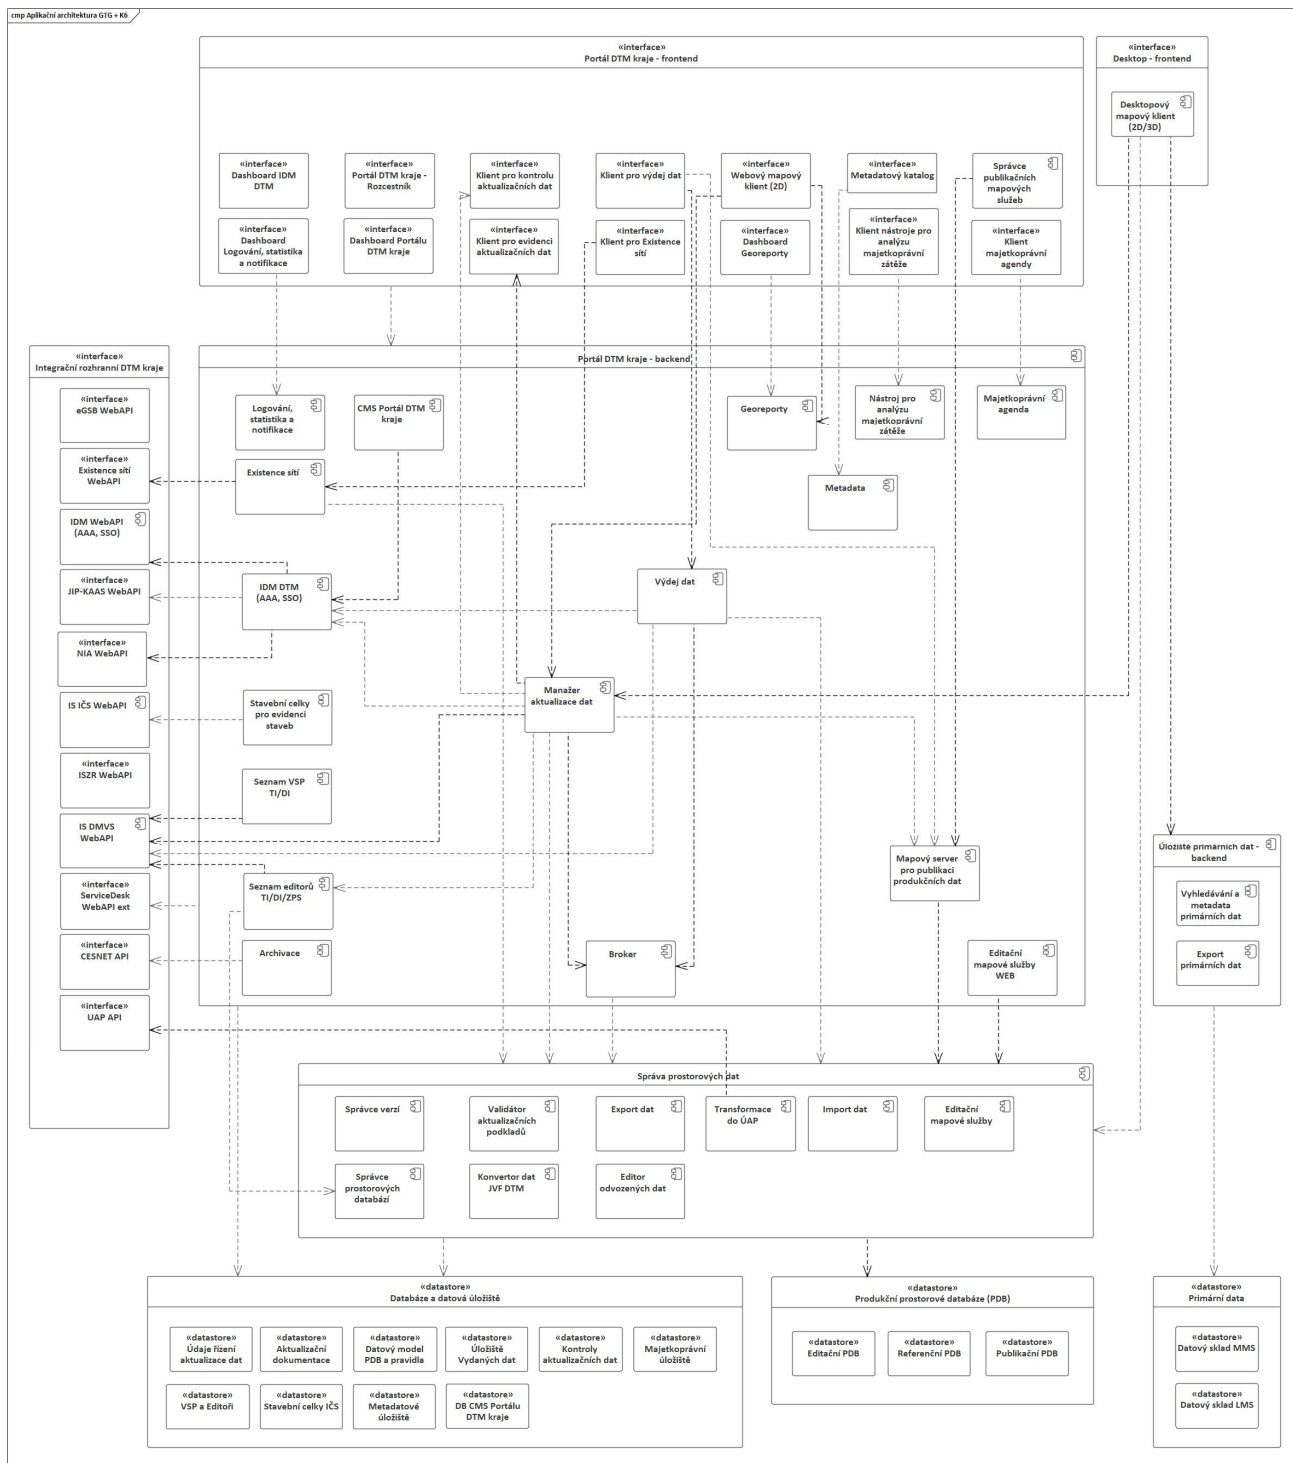 cmp Aplikační architektura GTG + K6
«interface»
Portál DTM kraje - frontend
«interface»
Desktop - frontend
Desktopový
mapový klient
(2D/3D)
«interface»
Dashboard IDM
DTM
«interface»
Portál DTM kraje -
Rozcestník
«interface»
Klient pro kontrolu
aktualizačních dat
«interface»
Klient pro výdej dat
«interface»
Webový mapový
klient (2D)
«interface»
Metadatový katalog
Správce
publikačních
mapových
služeb
«interface»
Dashboard
Logování, statistika
a notifikace
«interface»
Dashboard Portálu
DTM kraje
«interface»
Klient pro evidenci
aktualizačních dat
«interface»
Klient pro Existence
sítí
«interface»
Dashboard
Georeporty
«interface»
Klient nástroje pro
analýzu
majetkoprávní
zátěže
«interface»
Klient
majetkoprávní
agendy
«interface»
Integrační rozhranní DTM kraje
«interface»
eGSB WebAPI
«interface»
Existence sítí
WebAPI
IDM WebAPI
(AAA, SSO)
«interface»
JIP-KAAS WebAPI
«interface»
NIA WebAPI
IS IČS WebAPI
«interface»
ISZR WebAPI
IS DMVS
WebAPI
«interface»
ServiceDesk
WebAPI ext
«interface»
CESNET API
«interface»
UAP API
Portál DTM kraje - backend
Logování,
statistika a
notifikace
CMS Portál DTM
kraje
Georeporty
Nástroj pro
analýzu
majetkoprávní
zátěže
Majetkoprávní
agenda
Existence sítí
Metadata
IDM DTM
(AAA, SSO)
Výdej dat
Manažer
aktualizace dat
Stavební celky
pro evidenci
staveb
Seznam VSP
TI/DI
Seznam editorů
TI/DI/ZPS
Mapový server
pro publikaci
produkčních dat
Archivace
Broker
Editační
mapové služby
WEB
Úložiště primárních dat -
backend
Vyhledávání a
metadata
primárních dat
Export
primárních dat
Správa prostorových dat
Správce verzí
Validátor
aktualizačních
podkladů
Export dat
Transformace
do ÚAP
Import dat
Editační
mapové služby
Správce
prostorových
databází
Konvertor dat
JVF DTM
Editor
odvozených dat
«datastore»
Databáze a datová úložiště
«datastore»
Údaje řízení
aktualizace dat
«datastore»
Aktualizační
dokumentace
«datastore»
Datový model
PDB a pravidla
«datastore»
Úložiště
Vydaných dat
«datastore»
Kontroly
aktualizačních dat
«datastore»
Majetkoprávní
úložiště
«datastore»
VSP a Editoři
«datastore»
Stavební celky IČS
«datastore»
Metadatové
úložiště
«datastore»
DB CMS Portálu
DTM kraje
«datastore»
Produkční prostorové databáze (PDB)
«datastore»
Editační PDB
«datastore»
Referenční PDB
«datastore»
Publikační PDB
«datastore»
Primární data
«datastore»
Datový sklad MMS
«datastore»
Datový sklad LMS